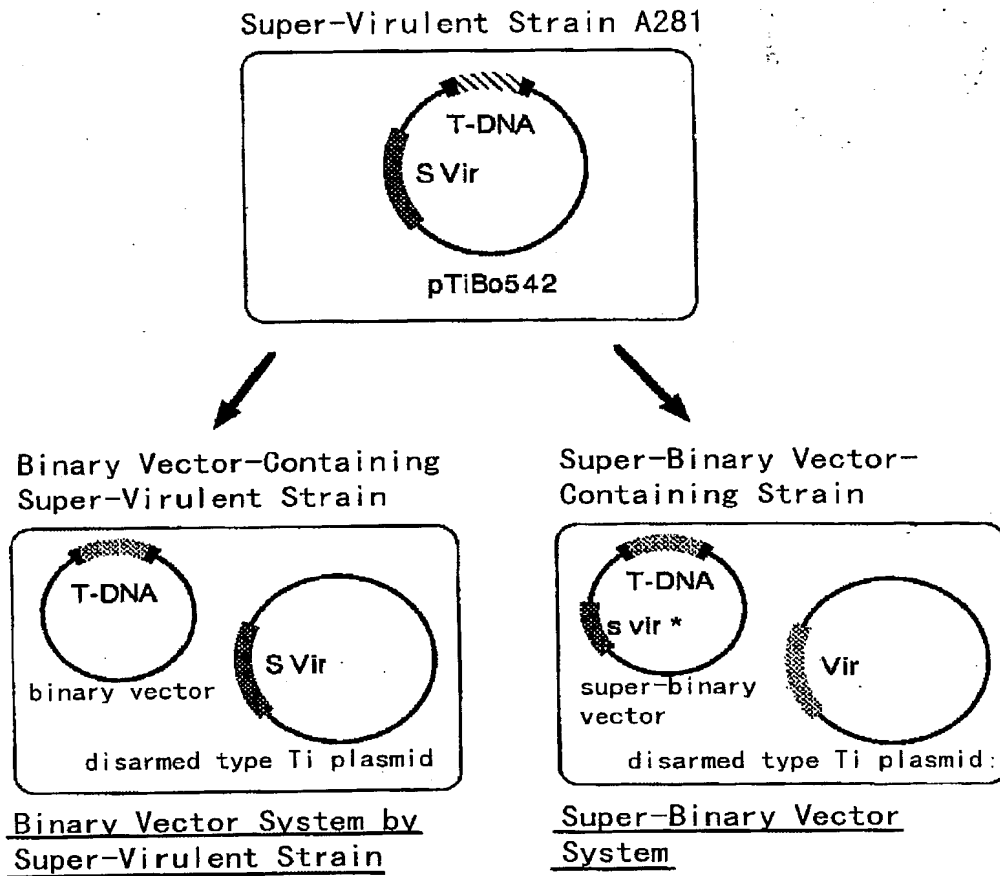 Super-Virulent Strain A281
T-DNA
S Vir
pTiBo542
Binary Vector-Containing
Super-Virulent Strain
T-DNA
binary vector
S Vir
disarmed type Ti plasmid
Binary Vector System by
Super-Virulent Strain
Super-Binary Vector-
Containing Strain
T-DNA
s vir *
super-binary
vector
Vir
disarmed type Ti plasmid:
Super-Binary Vector
System